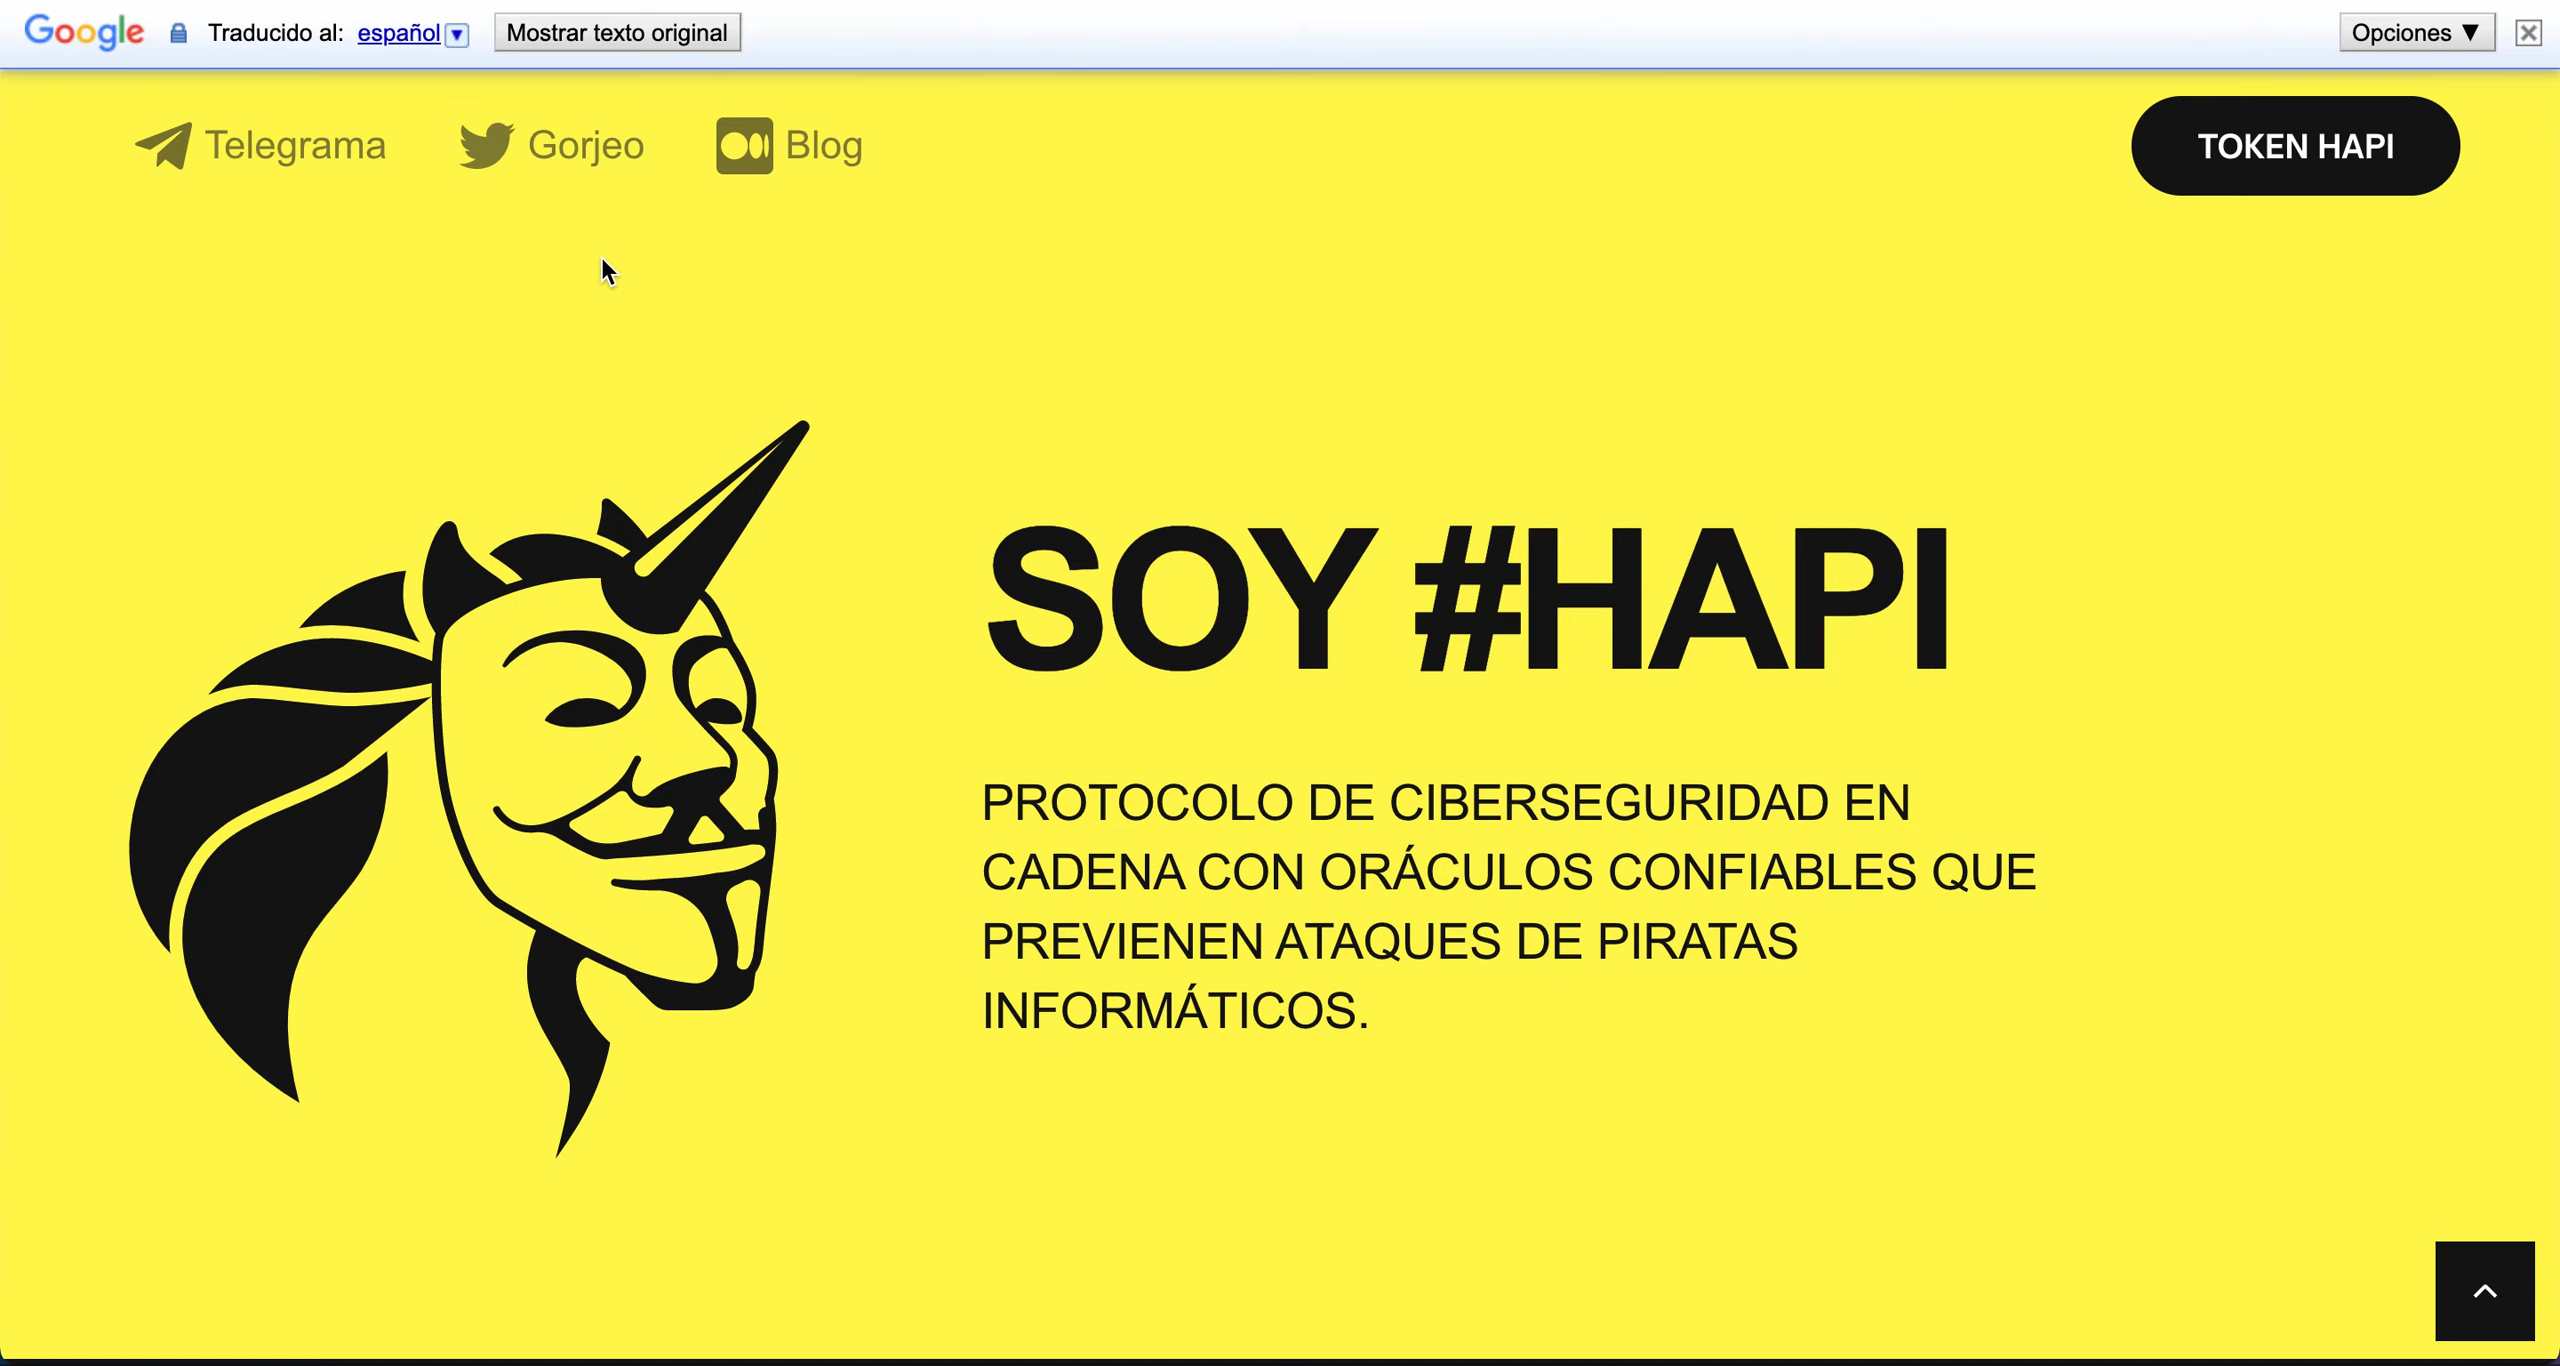 Google Traducido al: español Mostrar texto original Opciones ▼
Telegrama Gorjeo Blog TOKEN HAPI
SOY #HAPI
PROTOCOLO DE CIBERSEGURIDAD EN
CADENA CON ORÁCULOS CONFIABLES QUE
PREVIENEN ATAQUES DE PIRATAS
INFORMÁTICOS.